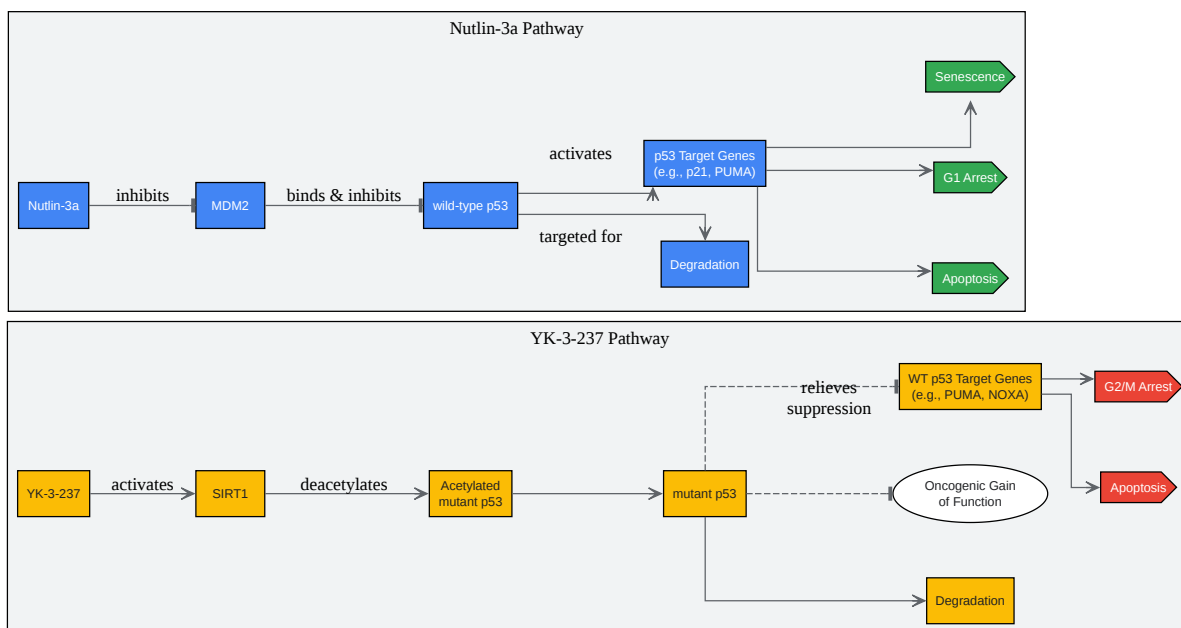 Nutlin-3a Pathway
Senescence
activates
p53 Target Genes
(e.g., p21, PUMA)
G1 Arrest
Nutlin-3a
inhibits
MDM2
binds & inhibits
wild-type p53
targeted for
Degradation
Apoptosis
YK-3-237 Pathway
relieves
suppression
WT p53 Target Genes
(e.g., PUMA, NOXA)
G2/M Arrest
YK-3-237
activates
SIRT1
deacetylates
Acetylated
mutant p53
mutant p53
Oncogenic Gain
of Function
Apoptosis
Degradation